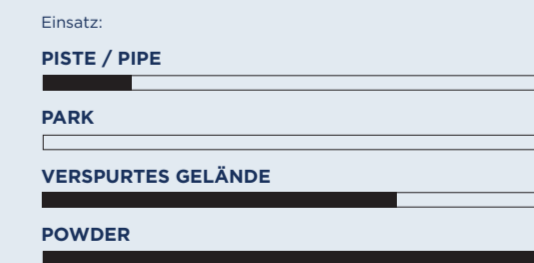 Einsatz:
PISTE / PIPE
PARK
VERSPURTES GELÄNDE
POWDER